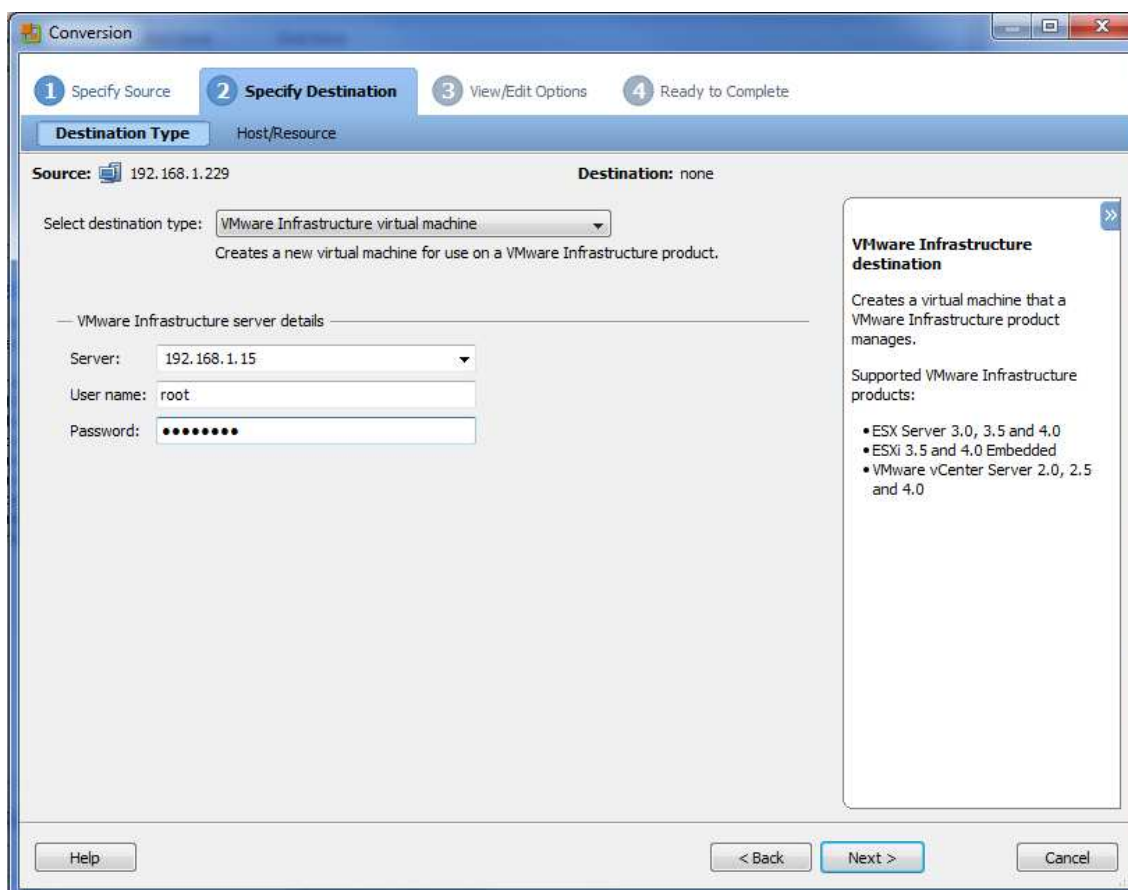 Conversion
1 Specify Source 2 Specify Destination 3 View/Edit Options 4 Ready to Complete
Destination Type Host/Resource
Source: 192.168.1.229 Destination: none
Select destination type: VMware Infrastructure virtual machine
Creates a new virtual machine for use on a VMware Infrastructure product.
VMware Infrastructure server details
Server: 192.168.1.15
User name: root
Password: ●●●●●●●●
»
VMware Infrastructure
destination
Creates a virtual machine that a
VMware Infrastructure product
manages.
Supported VMware Infrastructure
products:
• ESX Server 3.0, 3.5 and 4.0
• ESXi 3.5 and 4.0 Embedded
• VMware vCenter Server 2.0, 2.5
and 4.0
Help < Back Next > Cancel